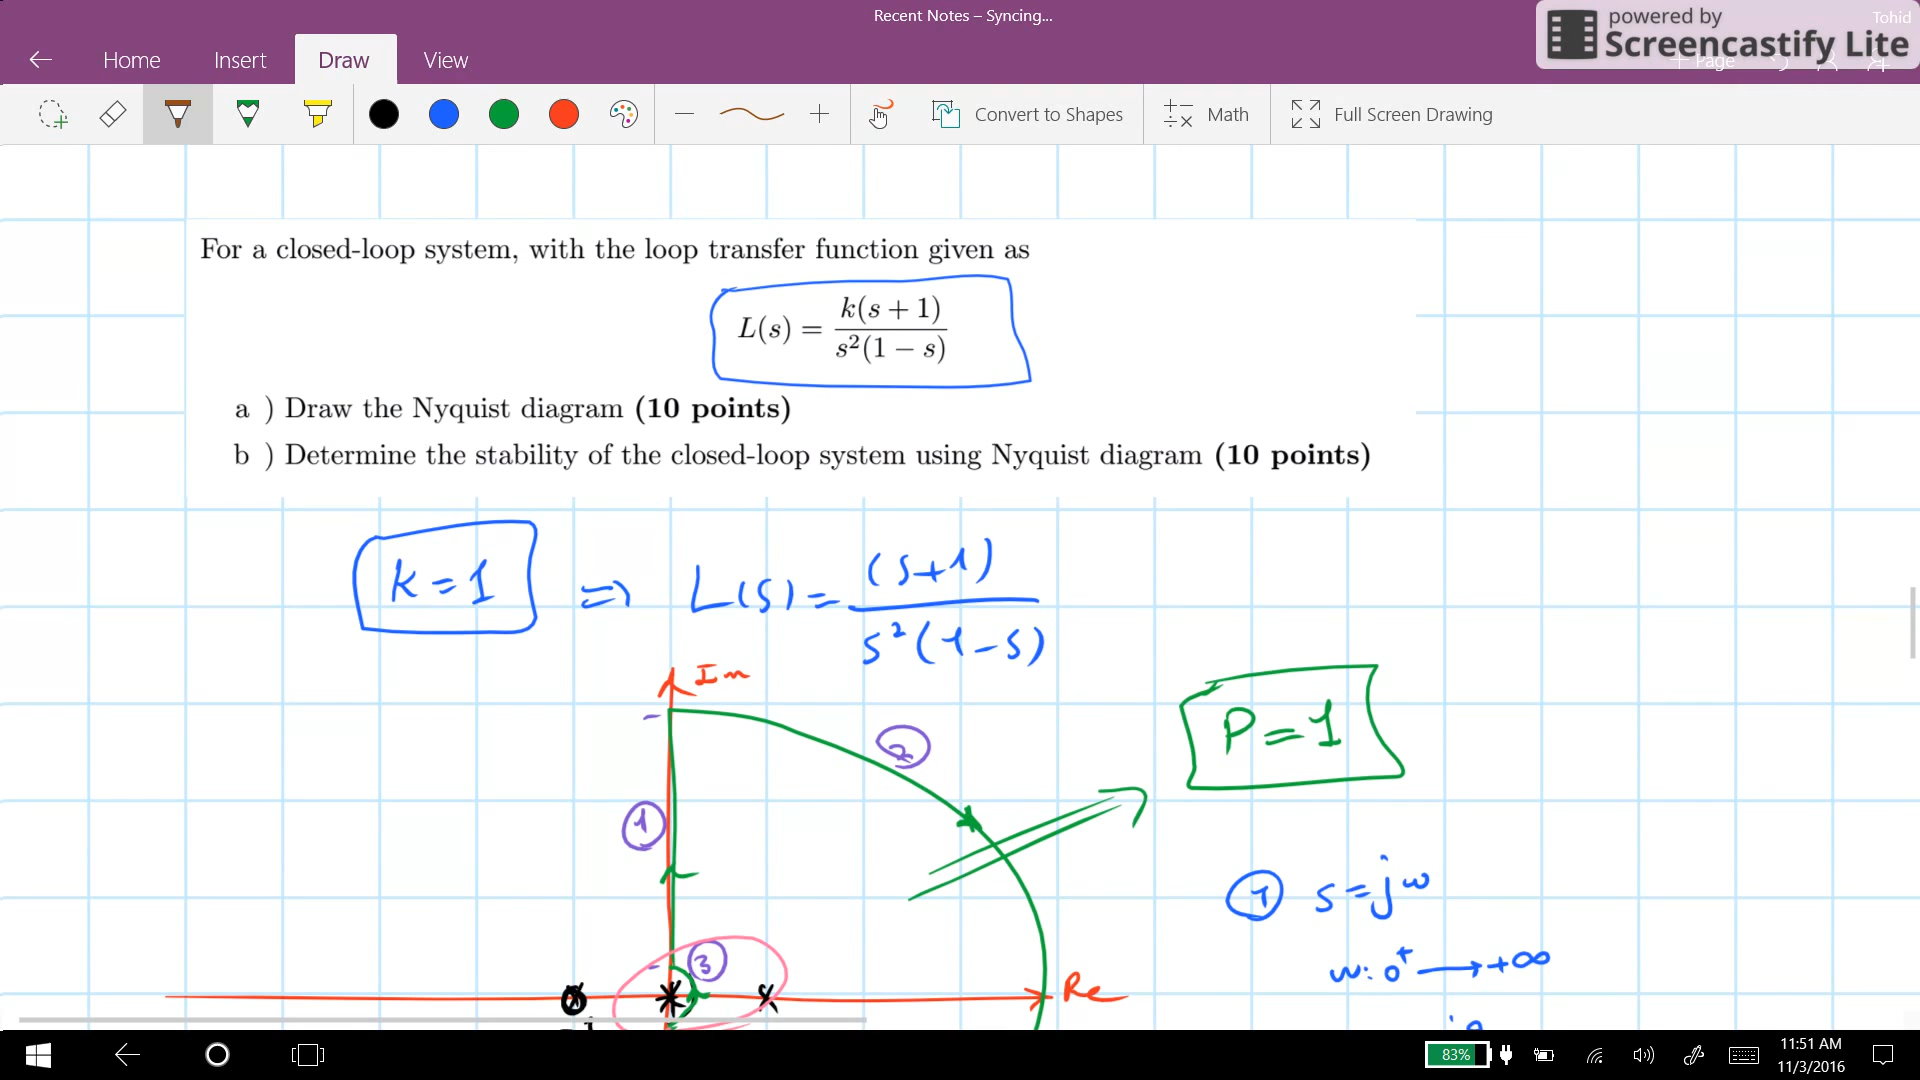 Recent Notes – Syncing...
Tohid
powered by
Screencastify Lite
Home
Insert
Draw
View
Page
Convert to Shapes
Math
Full Screen Drawing
For a closed-loop system, with the loop transfer function given as
L(s) = k(s + 1) / s²(1 − s)
a ) Draw the Nyquist diagram (10 points)
b ) Determine the stability of the closed-loop system using Nyquist diagram (10 points)
K = 1 ⇒ L(s) = (s+1) / s²(1-s)
Im
P = 1
2
1
1 s = jω
3
ω: 0⁺ → +∞
Re
83%
11:51 AM
11/3/2016